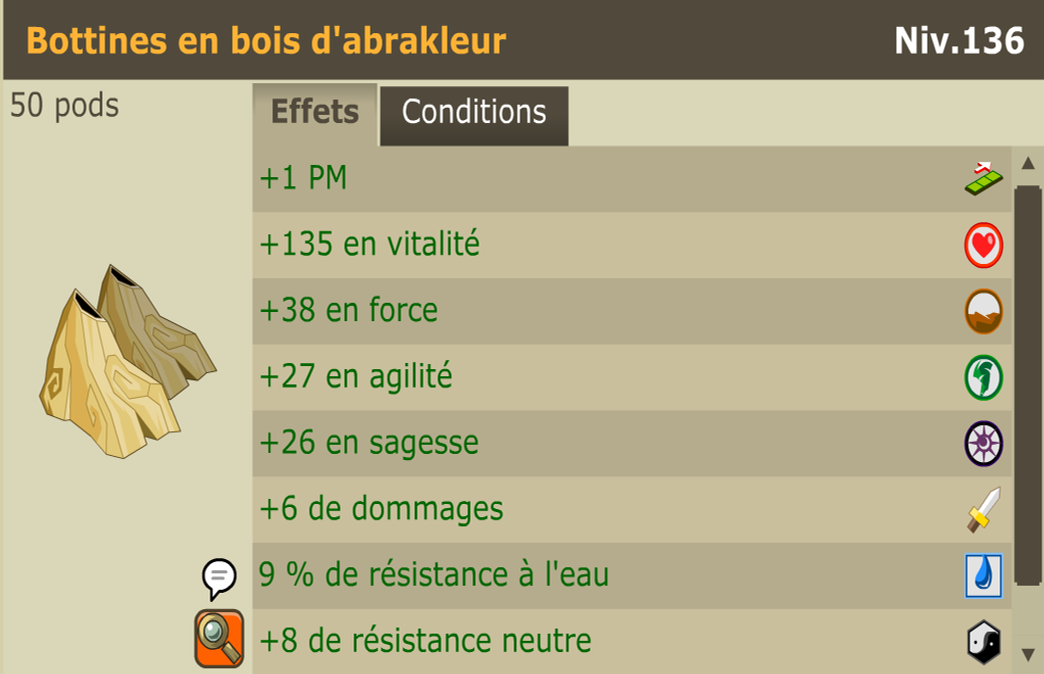 Bottines en bois d'abrakleur
Niv.136
50 pods
Effets
Conditions
+1 PM
+135 en vitalité
+38 en force
+27 en agilité
+26 en sagesse
+6 de dommages
9 % de résistance à l'eau
+8 de résistance neutre